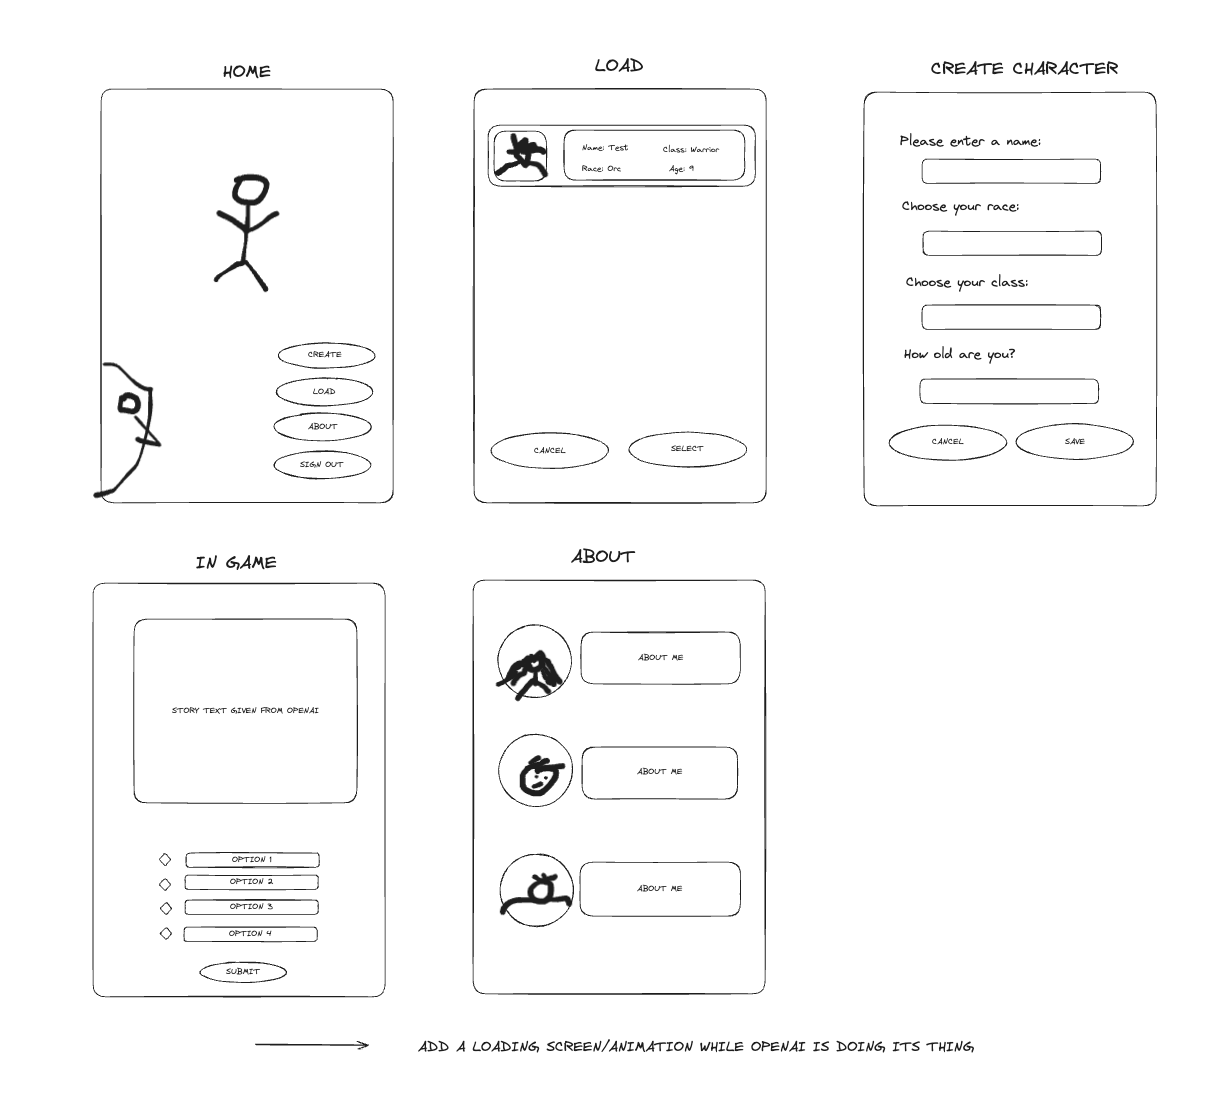 HOME
CREATE
LOAD
ABOUT
SIGN OUT
LOAD
Name: Test
Class: Warrior
Race: Orc
Age: 9
CANCEL
SELECT
CREATE CHARACTER
Please enter a name:
Choose your race:
Choose your class:
How old are you?
CANCEL
SAVE
IN GAME
STORY TEXT GIVEN FROM OPENAI
OPTION 1
OPTION 2
OPTION 3
OPTION 4
SUBMIT
ABOUT
ABOUT ME
ABOUT ME
ABOUT ME
ADD A LOADING SCREEN/ANIMATION WHILE OPENAI IS DOING ITS THING